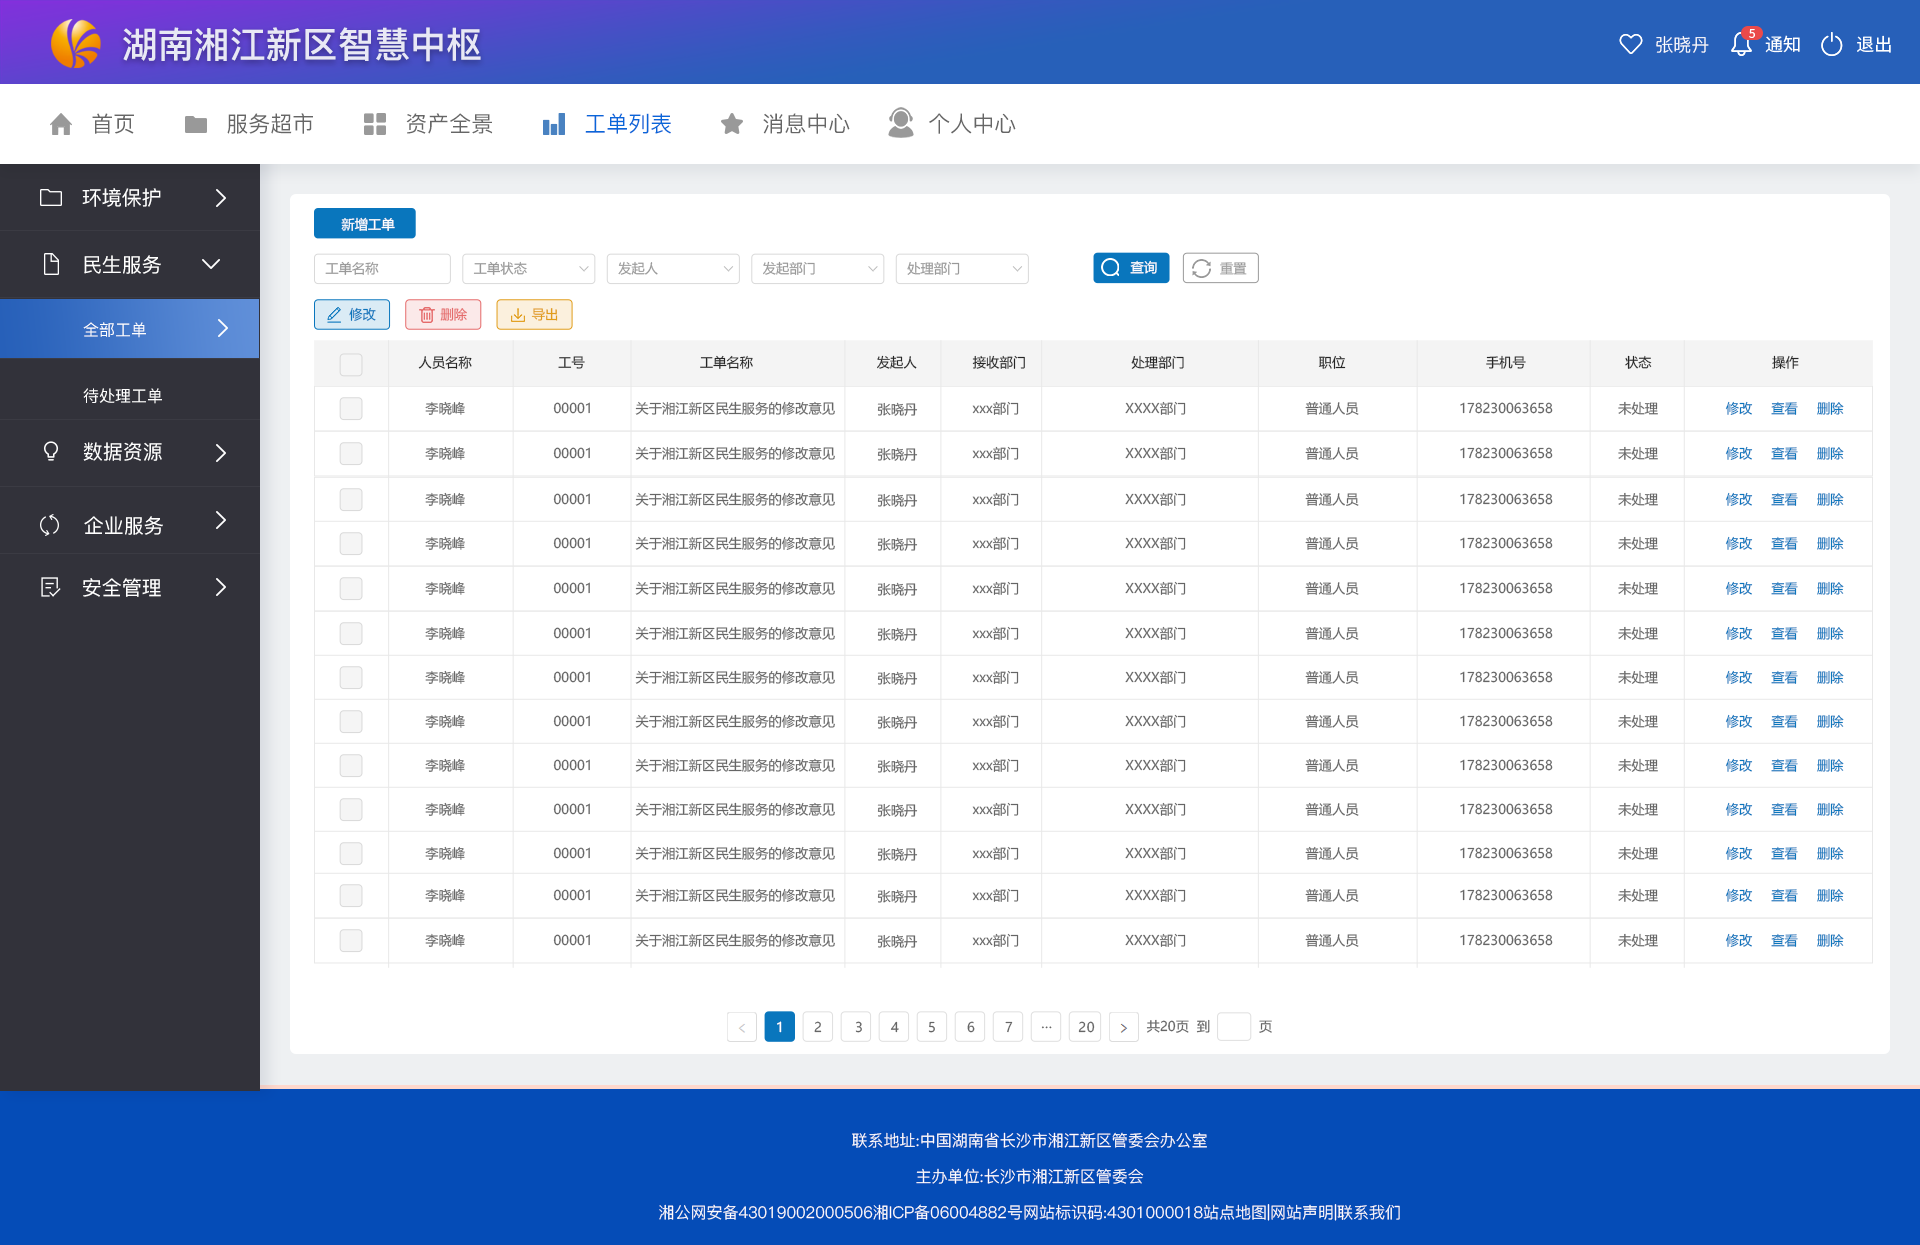 湖南湘江新区智慧中枢
张晓丹 5 通知 退出
首页 服务超市 资产全景 工单列表 消息中心 个人中心
环境保护
民生服务
全部工单
待处理工单
数据资源
企业服务
安全管理
新增工单
工单名称 工单状态 发起人 发起部门 处理部门 查询 重置
修改 删除 导出
人员名称 工号 工单名称 发起人 接收部门 处理部门 职位 手机号 状态 操作
李晓峰 00001 关于湘江新区民生服务的修改意见 张晓丹 xxx部门 XXXX部门 普通人员 178230063658 未处理 修改 查看 删除
李晓峰 00001 关于湘江新区民生服务的修改意见 张晓丹 xxx部门 XXXX部门 普通人员 178230063658 未处理 修改 查看 删除
李晓峰 00001 关于湘江新区民生服务的修改意见 张晓丹 xxx部门 XXXX部门 普通人员 178230063658 未处理 修改 查看 删除
李晓峰 00001 关于湘江新区民生服务的修改意见 张晓丹 xxx部门 XXXX部门 普通人员 178230063658 未处理 修改 查看 删除
李晓峰 00001 关于湘江新区民生服务的修改意见 张晓丹 xxx部门 XXXX部门 普通人员 178230063658 未处理 修改 查看 删除
李晓峰 00001 关于湘江新区民生服务的修改意见 张晓丹 xxx部门 XXXX部门 普通人员 178230063658 未处理 修改 查看 删除
李晓峰 00001 关于湘江新区民生服务的修改意见 张晓丹 xxx部门 XXXX部门 普通人员 178230063658 未处理 修改 查看 删除
李晓峰 00001 关于湘江新区民生服务的修改意见 张晓丹 xxx部门 XXXX部门 普通人员 178230063658 未处理 修改 查看 删除
李晓峰 00001 关于湘江新区民生服务的修改意见 张晓丹 xxx部门 XXXX部门 普通人员 178230063658 未处理 修改 查看 删除
李晓峰 00001 关于湘江新区民生服务的修改意见 张晓丹 xxx部门 XXXX部门 普通人员 178230063658 未处理 修改 查看 删除
李晓峰 00001 关于湘江新区民生服务的修改意见 张晓丹 xxx部门 XXXX部门 普通人员 178230063658 未处理 修改 查看 删除
李晓峰 00001 关于湘江新区民生服务的修改意见 张晓丹 xxx部门 XXXX部门 普通人员 178230063658 未处理 修改 查看 删除
李晓峰 00001 关于湘江新区民生服务的修改意见 张晓丹 xxx部门 XXXX部门 普通人员 178230063658 未处理 修改 查看 删除
< 1 2 3 4 5 6 7 ··· 20 > 共20页 到 页
联系地址:中国湖南省长沙市湘江新区管委会办公室
主办单位:长沙市湘江新区管委会
湘公网安备43019002000506湘ICP备06004882号网站标识码:4301000018站点地图|网站声明|联系我们